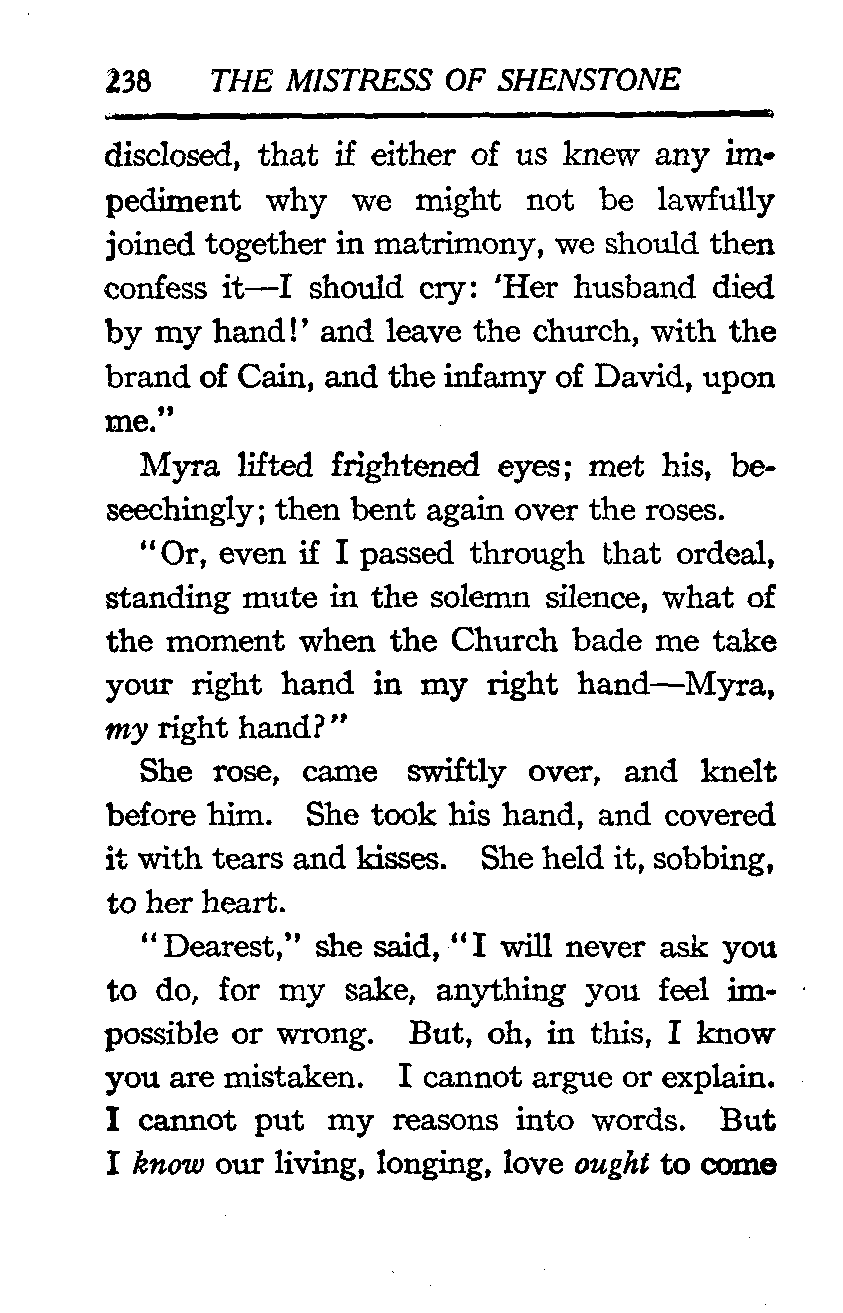 238 THE MISTRESS OF SHENSTONE
disclosed, that if either of us knew any im-
pediment why we might not be lawfully
joined together in matrimony, we should then
confess it—I should cry: 'Her husband died
by my hand!' and leave the church, with the
brand of Cain, and the infamy of David, upon
me."
Myra lifted frightened eyes; met his, be-
seechingly; then bent again over the roses.
"Or, even if I passed through that ordeal,
standing mute in the solemn silence, what of
the moment when the Church bade me take
your right hand in my right hand—Myra,
my right hand?"
She rose, came swiftly over, and knelt
before him. She took his hand, and covered
it with tears and kisses. She held it, sobbing,
to her heart.
"Dearest," she said, "I will never ask you
to do, for my sake, anything you feel im-
possible or wrong. But, oh, in this, I know
you are mistaken. I cannot argue or explain.
I cannot put my reasons into words. But
I know our living, longing, love ought to come